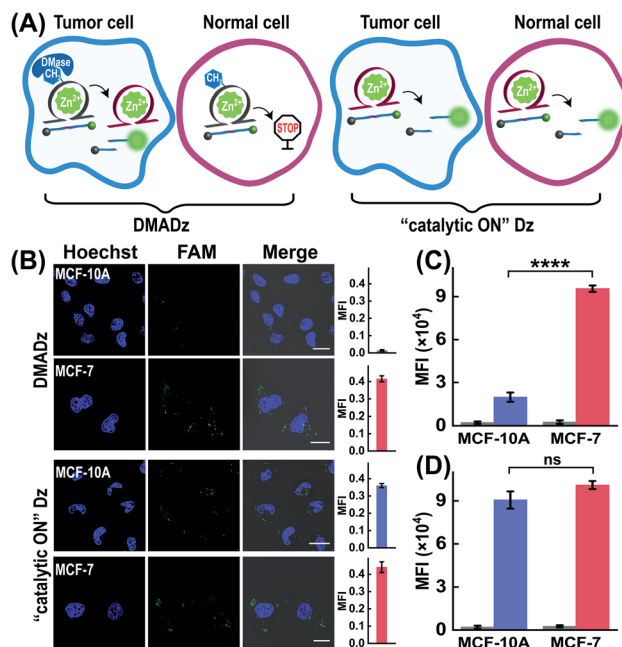 (A)
Tumor cell
Normal cell
Tumor cell
Normal cell
DMase
CH₃
Zn²⁺
Zn²⁺
CH₃
Zn²⁺
STOP
Zn²⁺
Zn²⁺
DMADz
"catalytic ON" Dz
(B)
Hoechst
FAM
Merge
DMADz
MCF-10A
MFI
0.4
0.3
0.2
0.1
0.0
MCF-7
MFI
0.4
0.3
0.2
0.1
0.0
"catalytic ON" Dz
MCF-10A
MFI
0.4
0.3
0.2
0.1
0.0
MCF-7
MFI
0.4
0.3
0.2
0.1
0.0
(C)
****
MFI (×10⁴)
9
6
3
0
MCF-10A
MCF-7
(D)
ns
MFI (×10⁴)
9
6
3
0
MCF-10A
MCF-7